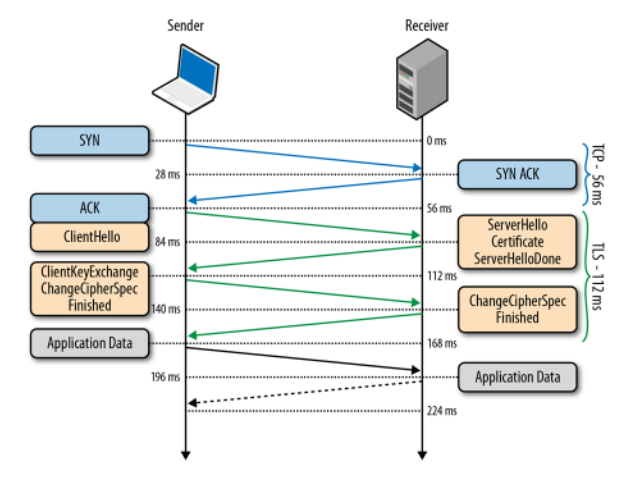 Sender
Receiver
SYN
0 ms
28 ms
SYN ACK
TCP - 56 ms
ACK
56 ms
ClientHello
84 ms
ServerHello
Certificate
ServerHelloDone
TLS - 112 ms
ClientKeyExchange
ChangeCipherSpec
Finished
112 ms
140 ms
ChangeCipherSpec
Finished
Application Data
168 ms
196 ms
Application Data
224 ms